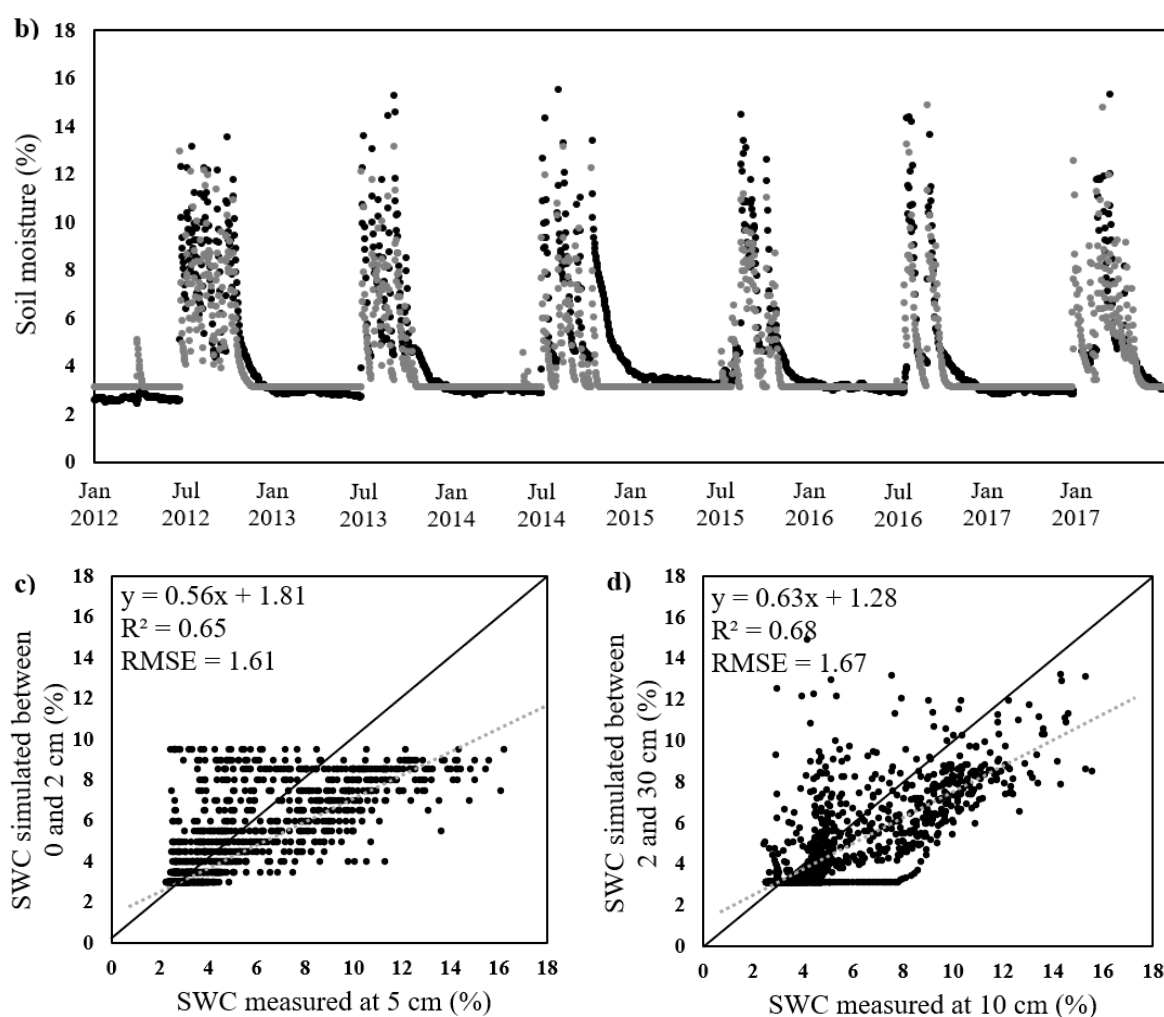 b)
Soil moisture (%)
18
16
14
12
10
8
6
4
2
0
Jan Jul Jan Jul Jan Jul Jan Jul Jan Jul Jan Jan
2012 2012 2013 2013 2014 2014 2015 2015 2016 2016 2017 2017
c)
y = 0.56x + 1.81
R² = 0.65
RMSE = 1.61
SWC simulated between
0 and 2 cm (%)
18
16
14
12
10
8
6
4
2
0
0 2 4 6 8 10 12 14 16 18
SWC measured at 5 cm (%)
d)
y = 0.63x + 1.28
R² = 0.68
RMSE = 1.67
SWC simulated between
2 and 30 cm (%)
18
16
14
12
10
8
6
4
2
0
0 2 4 6 8 10 12 14 16 18
SWC measured at 10 cm (%)